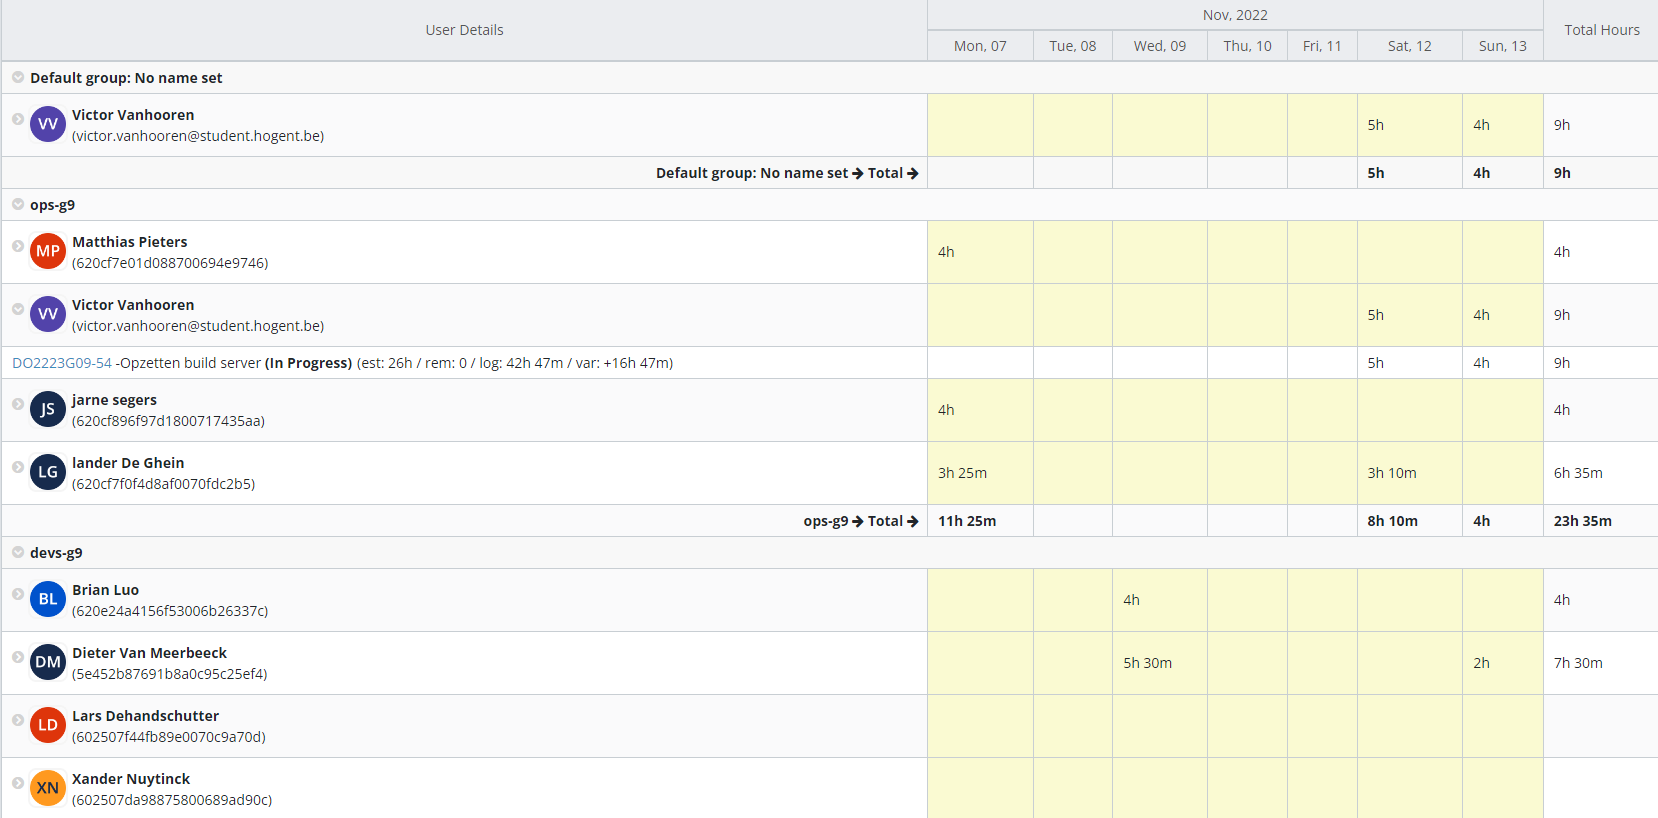 User Details
Nov, 2022
Total Hours
Mon, 07 Tue, 08 Wed, 09 Thu, 10 Fri, 11 Sat, 12 Sun, 13
Default group: No name set
VV Victor Vanhooren
(victor.vanhooren@student.hogent.be)
5h 4h 9h
Default group: No name set → Total → 5h 4h 9h
ops-g9
MP Matthias Pieters
(620cf7e01d088700694e9746)
4h 4h
VV Victor Vanhooren
(victor.vanhooren@student.hogent.be)
5h 4h 9h
DO2223G09-54 -Opzetten build server (In Progress) (est: 26h / rem: 0 / log: 42h 47m / var: +16h 47m) 5h 4h 9h
JS jarne segers
(620cf896f97d1800717435aa)
4h 4h
LG lander De Ghein
(620cf7f0f4d8af0070fdc2b5)
3h 25m 3h 10m 6h 35m
ops-g9 → Total → 11h 25m 8h 10m 4h 23h 35m
devs-g9
BL Brian Luo
(620e24a4156f53006b26337c)
4h 4h
DM Dieter Van Meerbeeck
(5e452b87691b8a0c95c25ef4)
5h 30m 2h 7h 30m
LD Lars Dehandschutter
(602507f44fb89e0070c9a70d)
XN Xander Nuytinck
(602507da98875800689ad90c)